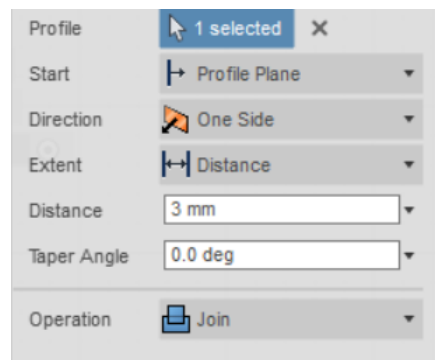 Profile 1 selected
Start Profile Plane
Direction One Side
Extent Distance
Distance 3 mm
Taper Angle 0.0 deg
Operation Join